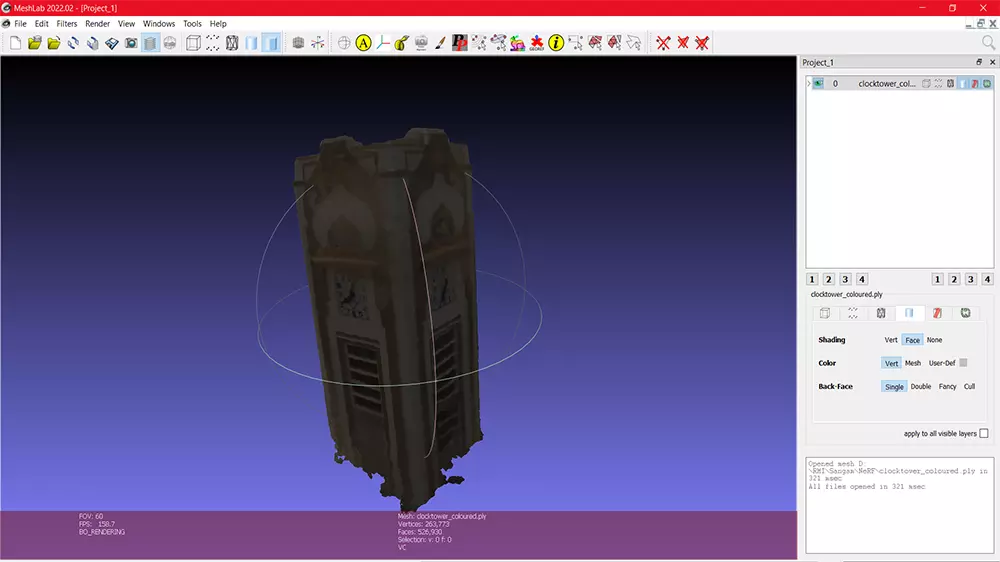 MeshLab 2022.02 - [Project_1]
File Edit Filters Render View Windows Tools Help
Project_1
0 clocktower_col...
1 2 3 4 1 2 3 4
clocktower_coloured.ply
Shading Vert Face None
Color Vert Mesh User-Def
Back-Face Single Double Fancy Cull
apply to all visible layers
Opened mesh D:
\RMI\Sangam\NeRF\clocktover_coloured.ply in
321 msec
All files opened in 321 msec
FOV: 60
FPS: 158.7
BO_RENDERING
Mesh: clocktower_coloured.ply
Vertices: 263,773
Faces: 526,930
Selection: v: 0 f: 0
VC